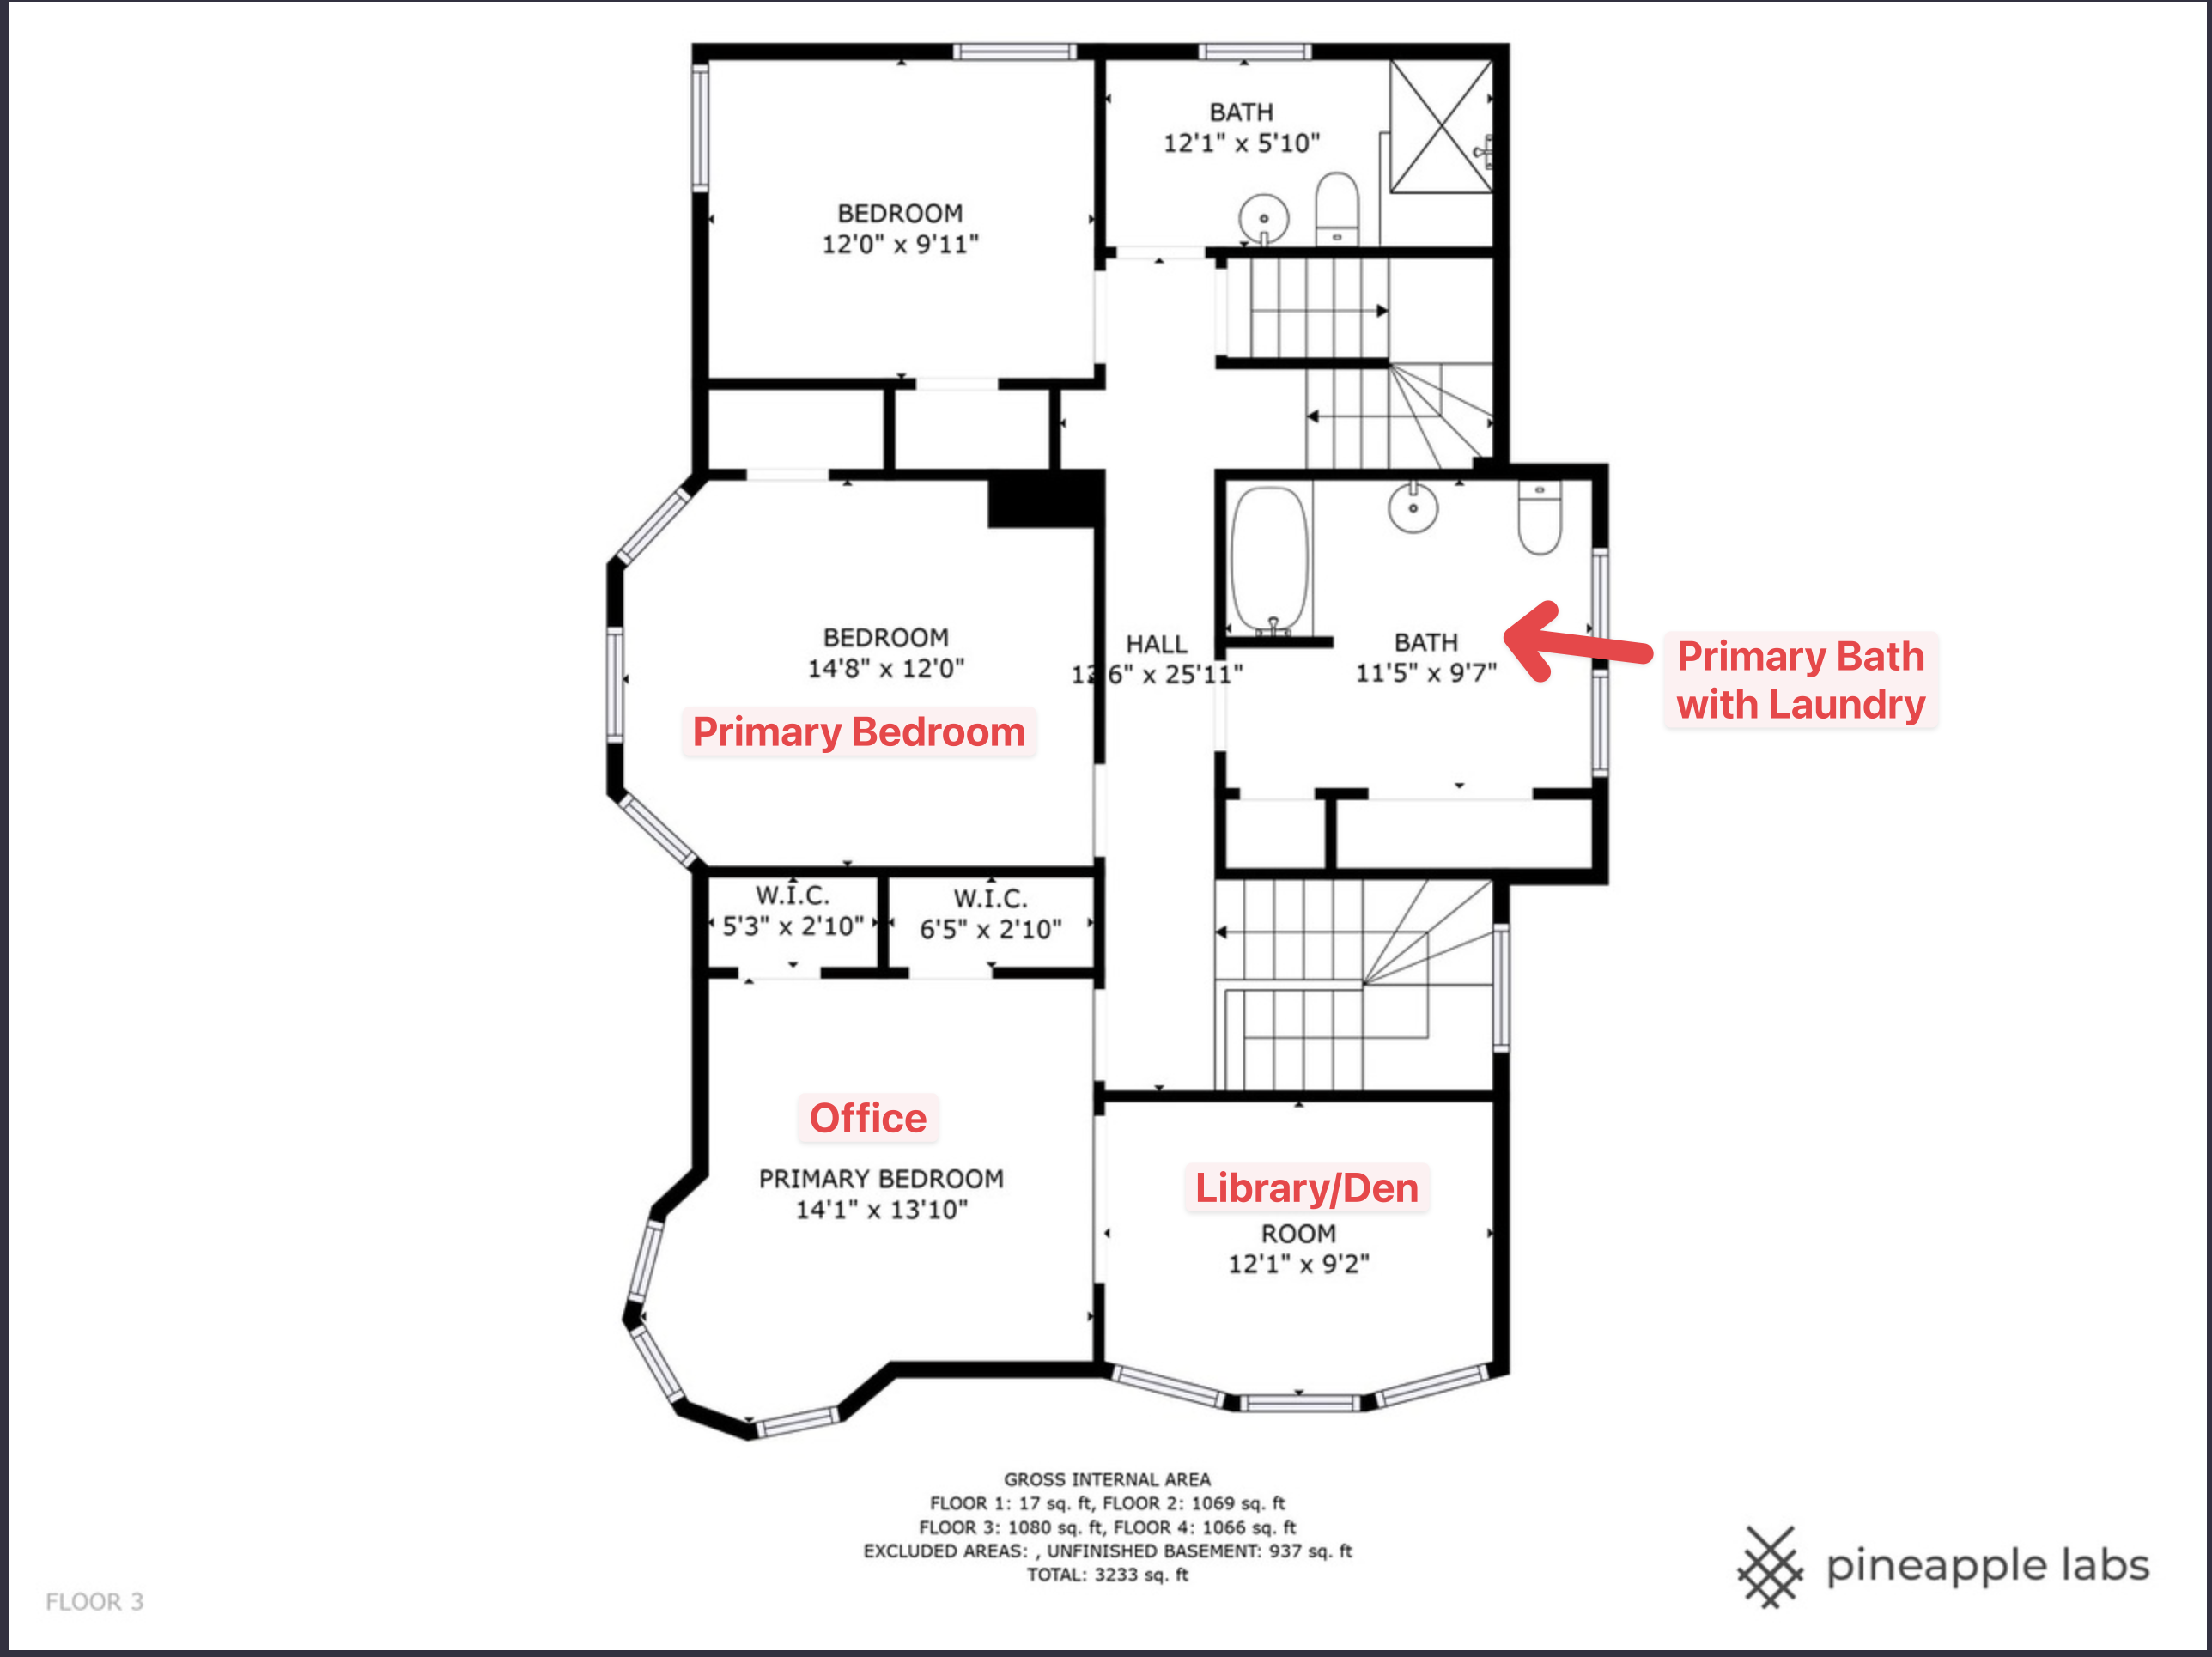 BATH
12'1" x 5'10"
BEDROOM
12'0" x 9'11"
BEDROOM
14'8" x 12'0"
Primary Bedroom
HALL
13'6" x 25'11"
BATH
11'5" x 9'7"
Primary Bath
with Laundry
W.I.C.
5'3" x 2'10"
W.I.C.
6'5" x 2'10"
Office
PRIMARY BEDROOM
14'1" x 13'10"
Library/Den
ROOM
12'1" x 9'2"
GROSS INTERNAL AREA
FLOOR 1: 17 sq. ft, FLOOR 2: 1069 sq. ft
FLOOR 3: 1080 sq. ft, FLOOR 4: 1066 sq. ft
EXCLUDED AREAS: , UNFINISHED BASEMENT: 937 sq. ft
TOTAL: 3233 sq. ft
FLOOR 3
pineapple labs